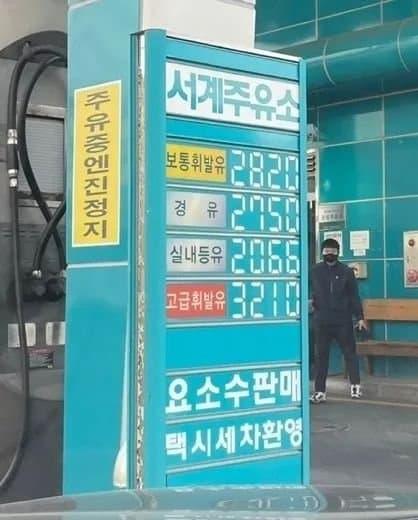 주유중엔진정지
서계주유소
보통휘발유 2820
경 유 2750
실내등유 2066
고급휘발유 3210
요소수판매
택시세차환영